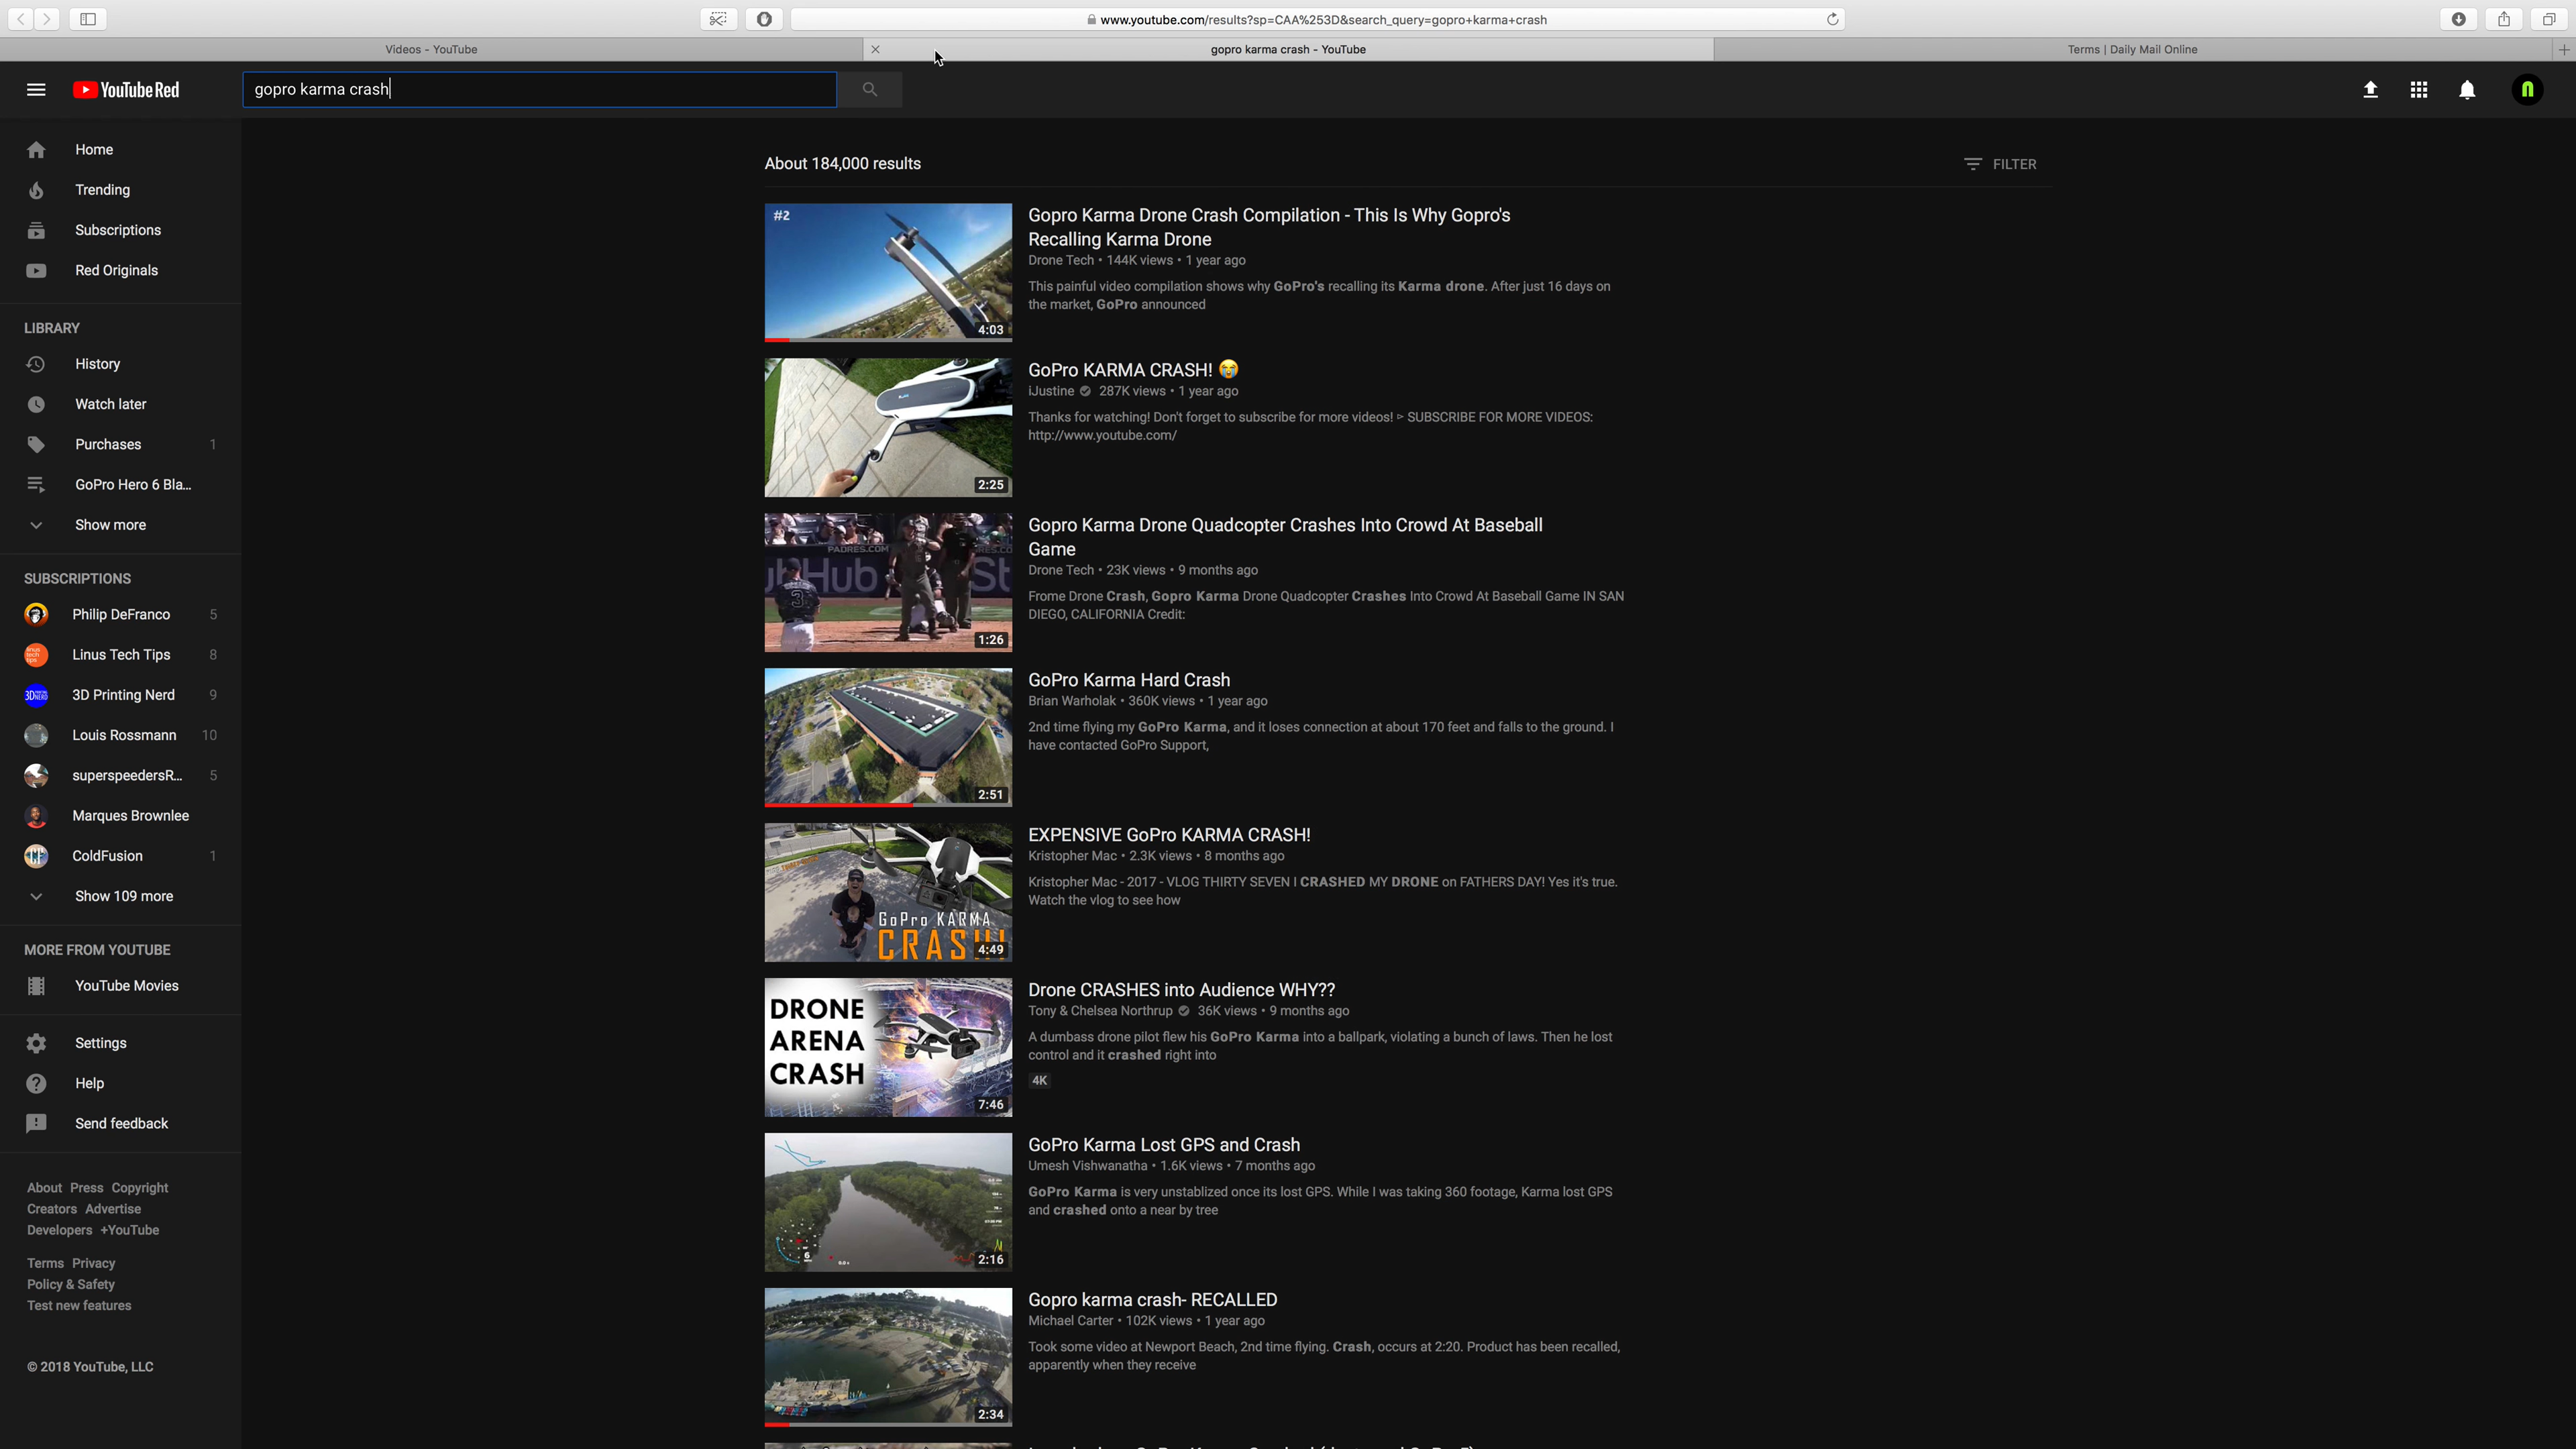 www.youtube.com/results?sp=CAA%253D&search_query=gopro+karma+crash
Videos - YouTube
gopro karma crash - YouTube
Terms | Daily Mail Online
YouTube Red
gopro karma crash
Home
Trending
Subscriptions
Red Originals
LIBRARY
History
Watch later
Purchases 1
GoPro Hero 6 Bla...
Show more
SUBSCRIPTIONS
Philip DeFranco 5
Linus Tech Tips 8
3D Printing Nerd 9
Louis Rossmann 10
superspeedersR... 5
Marques Brownlee
ColdFusion 1
Show 109 more
MORE FROM YOUTUBE
YouTube Movies
Settings
Help
Send feedback
About Press Copyright
Creators Advertise
Developers +YouTube
Terms Privacy
Policy & Safety
Test new features
© 2018 YouTube, LLC
About 184,000 results
FILTER
#2
4:03
Gopro Karma Drone Crash Compilation - This Is Why Gopro's
Recalling Karma Drone
Drone Tech • 144K views • 1 year ago
This painful video compilation shows why GoPro's recalling its Karma drone. After just 16 days on
the market, GoPro announced
2:25
GoPro KARMA CRASH! 😭
iJustine 287K views • 1 year ago
Thanks for watching! Don't forget to subscribe for more videos! ▹ SUBSCRIBE FOR MORE VIDEOS:
http://www.youtube.com/
PADRES.COM
3
1:26
Gopro Karma Drone Quadcopter Crashes Into Crowd At Baseball
Game
Drone Tech • 23K views • 9 months ago
Frome Drone Crash, Gopro Karma Drone Quadcopter Crashes Into Crowd At Baseball Game IN SAN
DIEGO, CALIFORNIA Credit:
2:51
GoPro Karma Hard Crash
Brian Warholak • 360K views • 1 year ago
2nd time flying my GoPro Karma, and it loses connection at about 170 feet and falls to the ground. I
have contacted GoPro Support,
GoPro KARMA
CRASH!!
4:49
EXPENSIVE GoPro KARMA CRASH!
Kristopher Mac • 2.3K views • 8 months ago
Kristopher Mac - 2017 - VLOG THIRTY SEVEN I CRASHED MY DRONE on FATHERS DAY! Yes it's true.
Watch the vlog to see how
DRONE
ARENA
CRASH
7:46
Drone CRASHES into Audience WHY??
Tony & Chelsea Northrup 36K views • 9 months ago
A dumbass drone pilot flew his GoPro Karma into a ballpark, violating a bunch of laws. Then he lost
control and it crashed right into
4K
2:16
GoPro Karma Lost GPS and Crash
Umesh Vishwanatha • 1.6K views • 7 months ago
GoPro Karma is very unstablized once its lost GPS. While I was taking 360 footage, Karma lost GPS
and crashed onto a near by tree
2:34
Gopro karma crash- RECALLED
Michael Carter • 102K views • 1 year ago
Took some video at Newport Beach, 2nd time flying. Crash, occurs at 2:20. Product has been recalled,
apparently when they receive